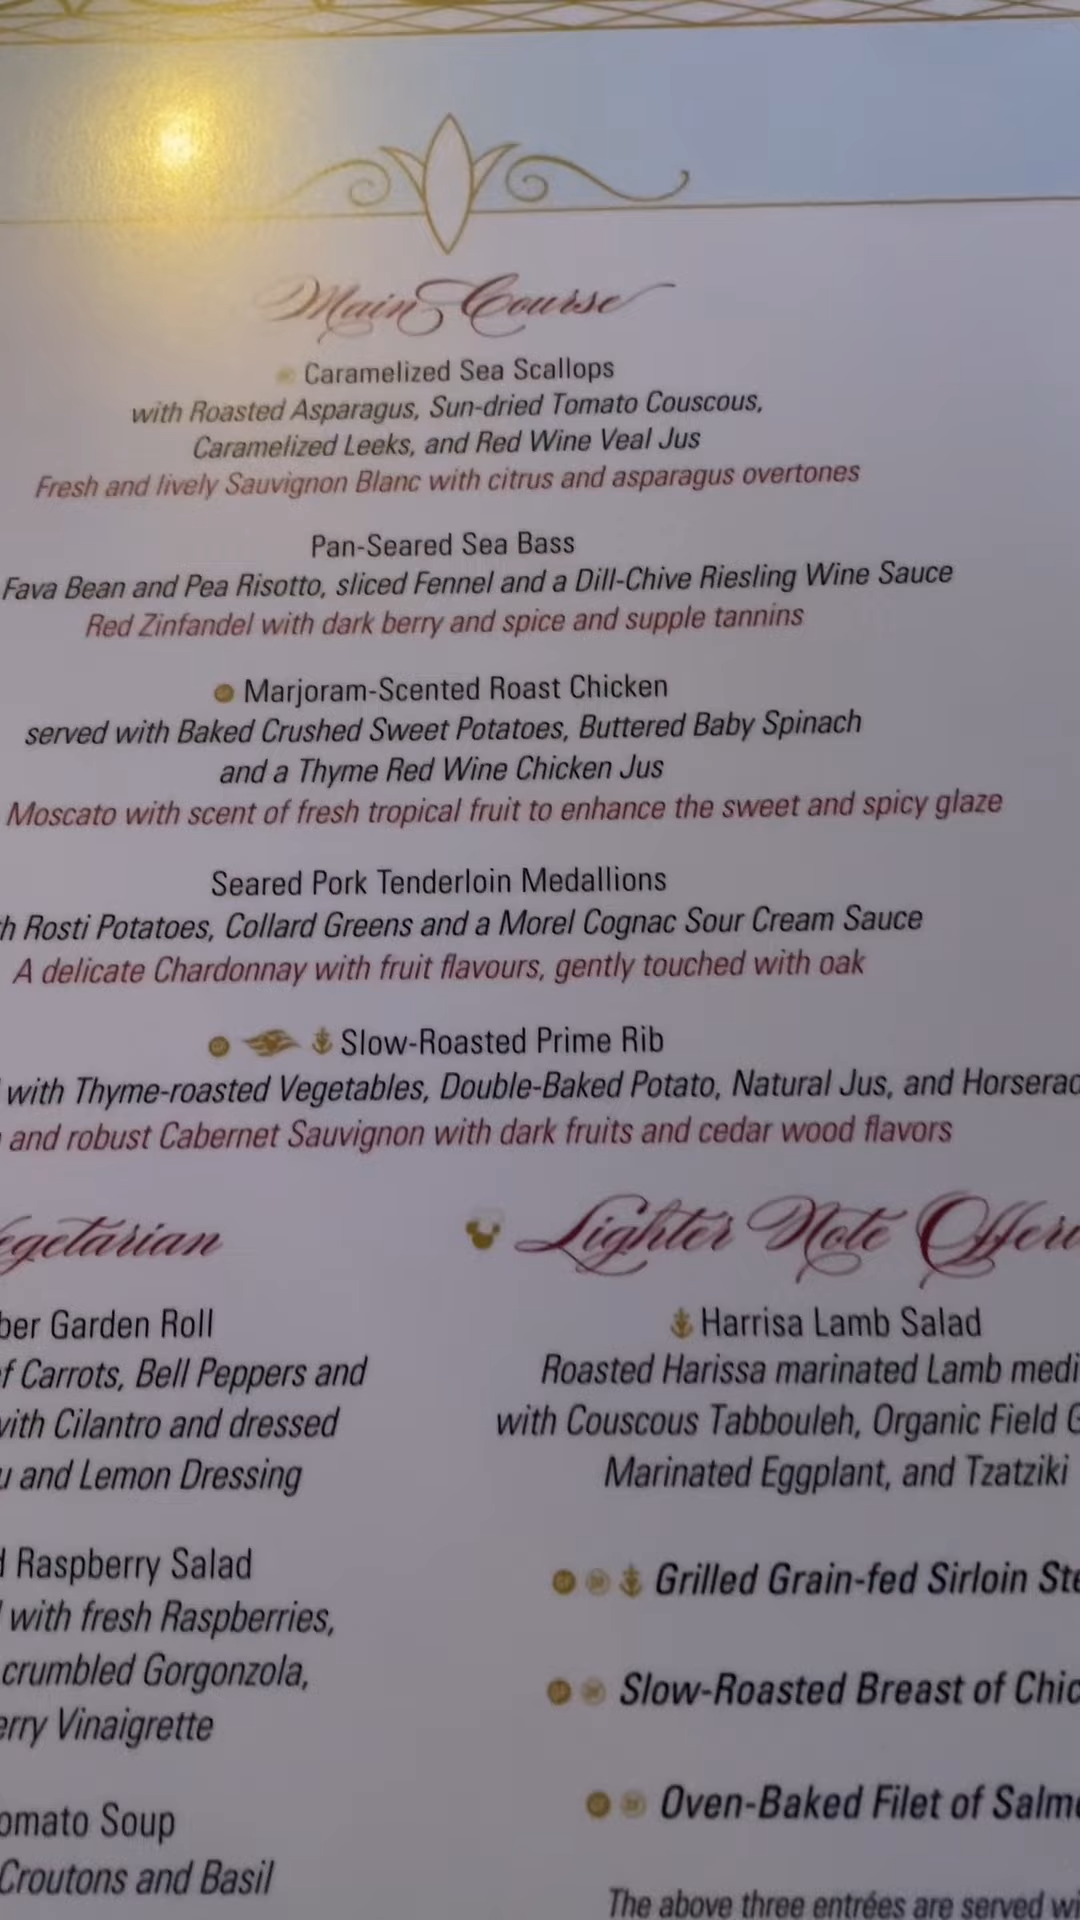 Main Course
Caramelized Sea Scallops
with Roasted Asparagus, Sun-dried Tomato Couscous,
Caramelized Leeks, and Red Wine Veal Jus
Fresh and lively Sauvignon Blanc with citrus and asparagus overtones
Pan-Seared Sea Bass
Fava Bean and Pea Risotto, sliced Fennel and a Dill-Chive Riesling Wine Sauce
Red Zinfandel with dark berry and spice and supple tannins
Marjoram-Scented Roast Chicken
served with Baked Crushed Sweet Potatoes, Buttered Baby Spinach
and a Thyme Red Wine Chicken Jus
Moscato with scent of fresh tropical fruit to enhance the sweet and spicy glaze
Seared Pork Tenderloin Medallions
Rosti Potatoes, Collard Greens and a Morel Cognac Sour Cream Sauce
A delicate Chardonnay with fruit flavours, gently touched with oak
Slow-Roasted Prime Rib
with Thyme-roasted Vegetables, Double-Baked Potato, Natural Jus, and
and robust Cabernet Sauvignon with dark fruits and cedar wood flavors
Garden Roll
Carrots, Bell Peppers and
with Cilantro and dressed
and Lemon Dressing
Raspberry Salad
with fresh Raspberries,
crumbled Gorgonzola,
Vinaigrette
Soup
Croutons and Basil
Lighter Note
Harrisa Lamb Salad
Roasted Harissa marinated Lamb
with Couscous Tabbouleh, Organic Field
Marinated Eggplant, and Tzatziki
Grilled Grain-fed Sirloin
Slow-Roasted Breast of
Oven-Baked Filet of
The above three entrées are served